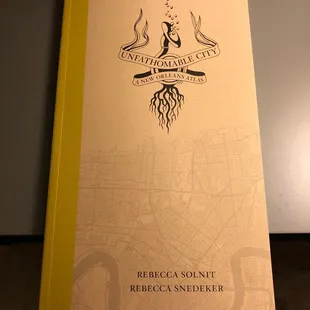 UNFATHOMABLE CITY
A NEW ORLEANS ATLAS
REBECCA SOLNIT
REBECCA SNEDEKER